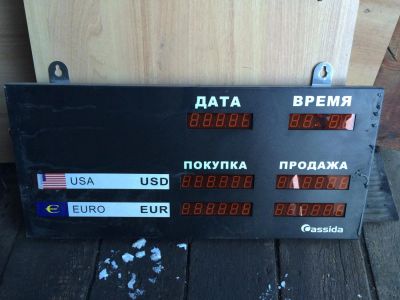 ДАТА ВРЕМЯ
ПОКУПКА ПРОДАЖА
USA USD
€ EURO EUR
Cassida